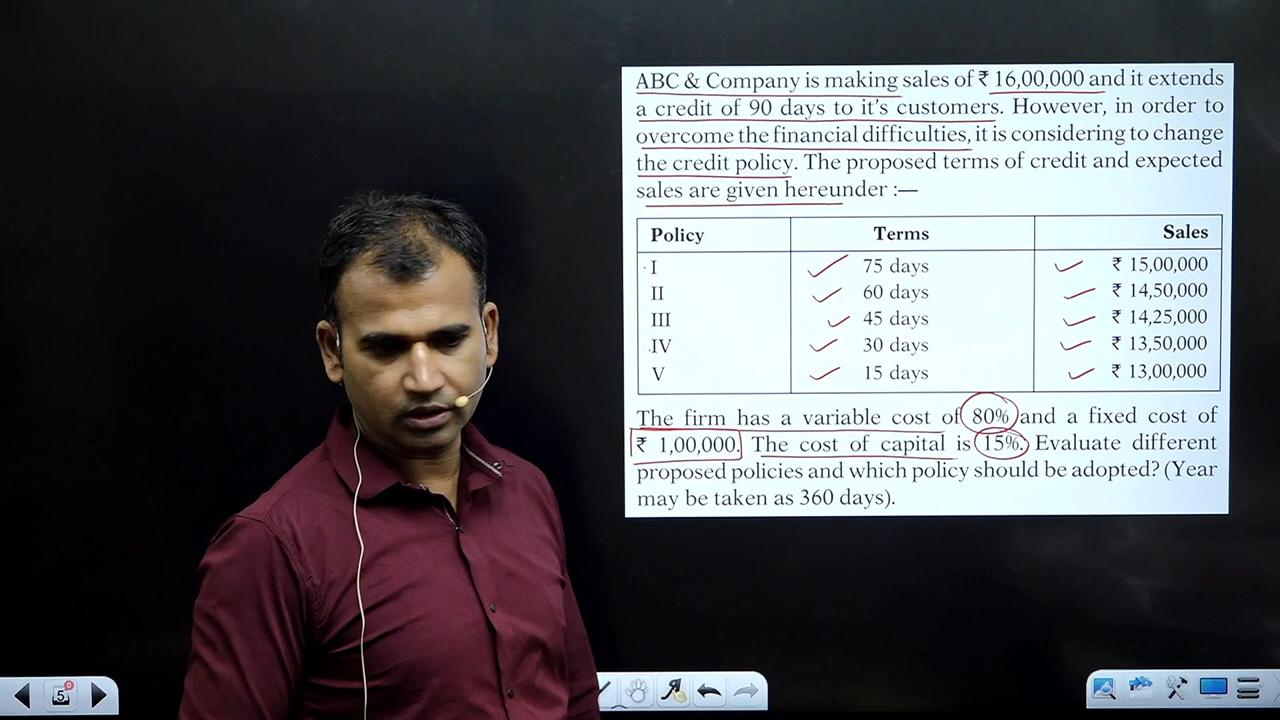 ABC & Company is making sales of ₹ 16,00,000 and it extends
a credit of 90 days to it's customers. However, in order to
overcome the financial difficulties, it is considering to change
the credit policy. The proposed terms of credit and expected
sales are given hereunder :—
Policy Terms Sales
I 75 days ₹ 15,00,000
II 60 days ₹ 14,50,000
III 45 days ₹ 14,25,000
IV 30 days ₹ 13,50,000
V 15 days ₹ 13,00,000
The firm has a variable cost of 80% and a fixed cost of
₹ 1,00,000. The cost of capital is 15%. Evaluate different
proposed policies and which policy should be adopted? (Year
may be taken as 360 days).
5